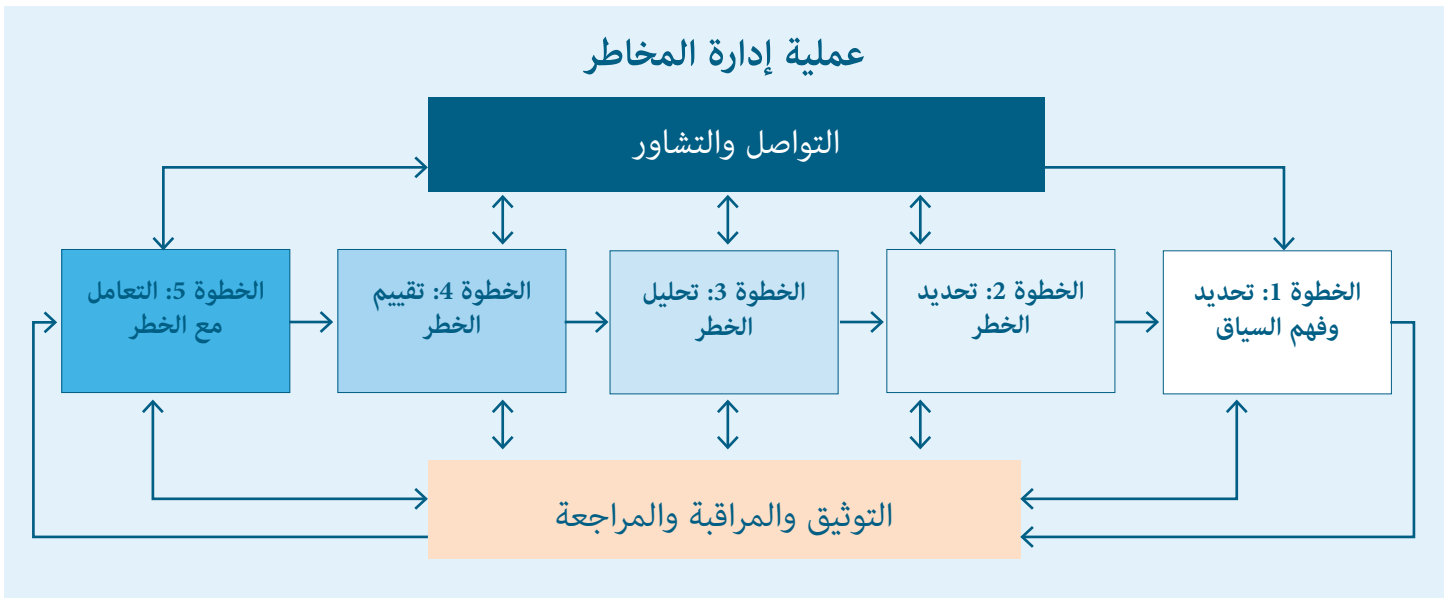 عملية إدارة المخاطر
التواصل والتشاور
الخطوة 1: تحديد
وفهم السياق
الخطوة 2: تحديد
الخطر
الخطوة 3: تحليل
الخطر
الخطوة 4: تقييم
الخطر
الخطوة 5: التعامل
مع الخطر
التوثيق والمراقبة والمراجعة